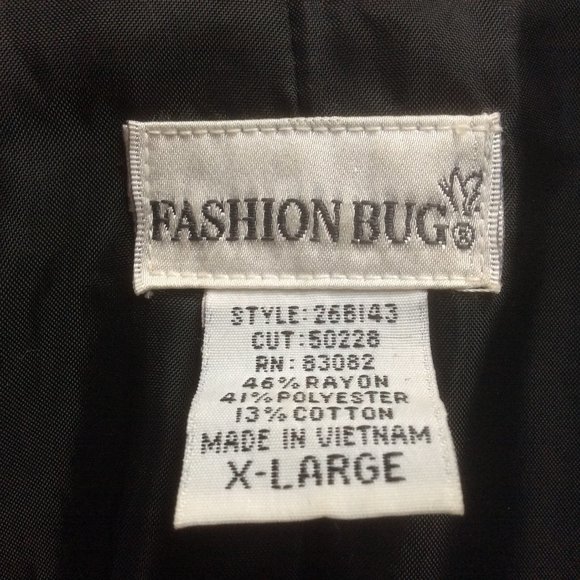 FASHION BUG®
STYLE: 26B143
CUT: 50228
RN: 83082
46% RAYON
41% POLYESTER
13% COTTON
MADE IN VIETNAM
X-LARGE